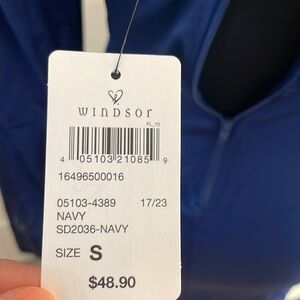 WINDSOR
FL_10
4 05103 21085 9
16496500016
05103-4389 17/23
NAVY
SD2036-NAVY
SIZE S
$48.90